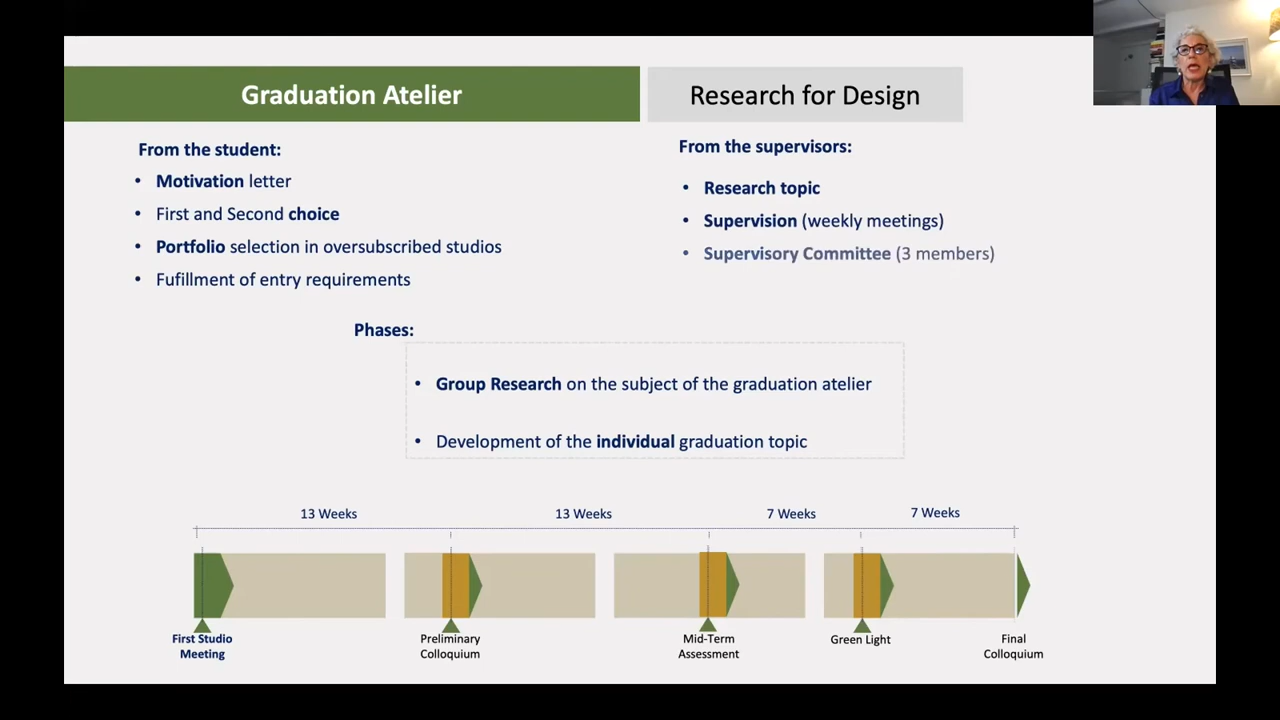 Graduation Atelier
Research for Design
From the student:
• Motivation letter
• First and Second choice
• Portfolio selection in oversubscribed studios
• Fufillment of entry requirements
From the supervisors:
• Research topic
• Supervision (weekly meetings)
• Supervisory Committee (3 members)
Phases:
• Group Research on the subject of the graduation atelier
• Development of the individual graduation topic
13 Weeks
13 Weeks
7 Weeks
7 Weeks
First Studio
Meeting
Preliminary
Colloquium
Mid-Term
Assessment
Green Light
Final
Colloquium